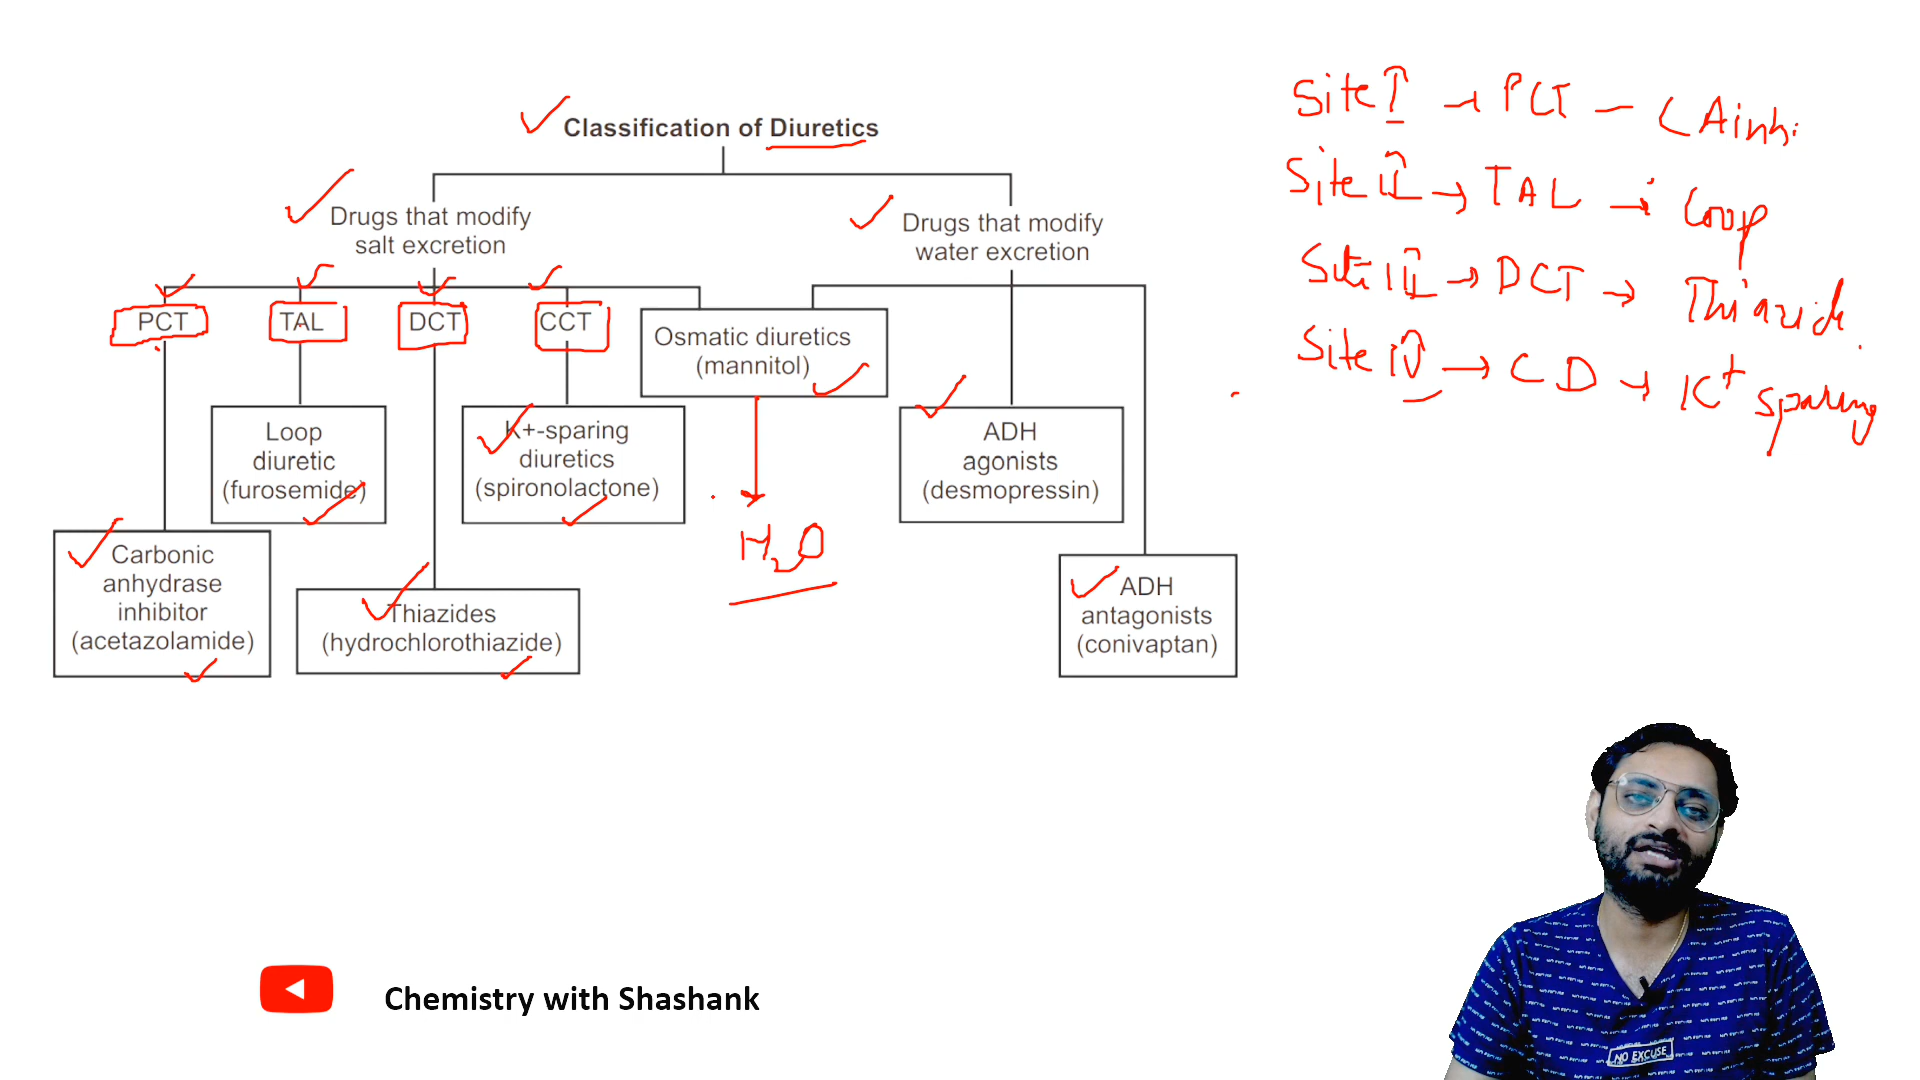 Classification of Diuretics
Drugs that modify
salt excretion
Drugs that modify
water excretion
PCT
TAL
DCT
CCT
Osmatic diuretics
(mannitol)
Loop
diuretic
(furosemide)
K+-sparing
diuretics
(spironolactone)
ADH
agonists
(desmopressin)
Carbonic
anhydrase
inhibitor
(acetazolamide)
Thiazides
(hydrochlorothiazide)
H₂O
ADH
antagonists
(conivaptan)
Site I → PCT – CA inhi
Site II → TAL → Loop
Site III → DCT → Thiazide
Site IV → CD → K⁺ sparing
Chemistry with Shashank
NO EXCUSE